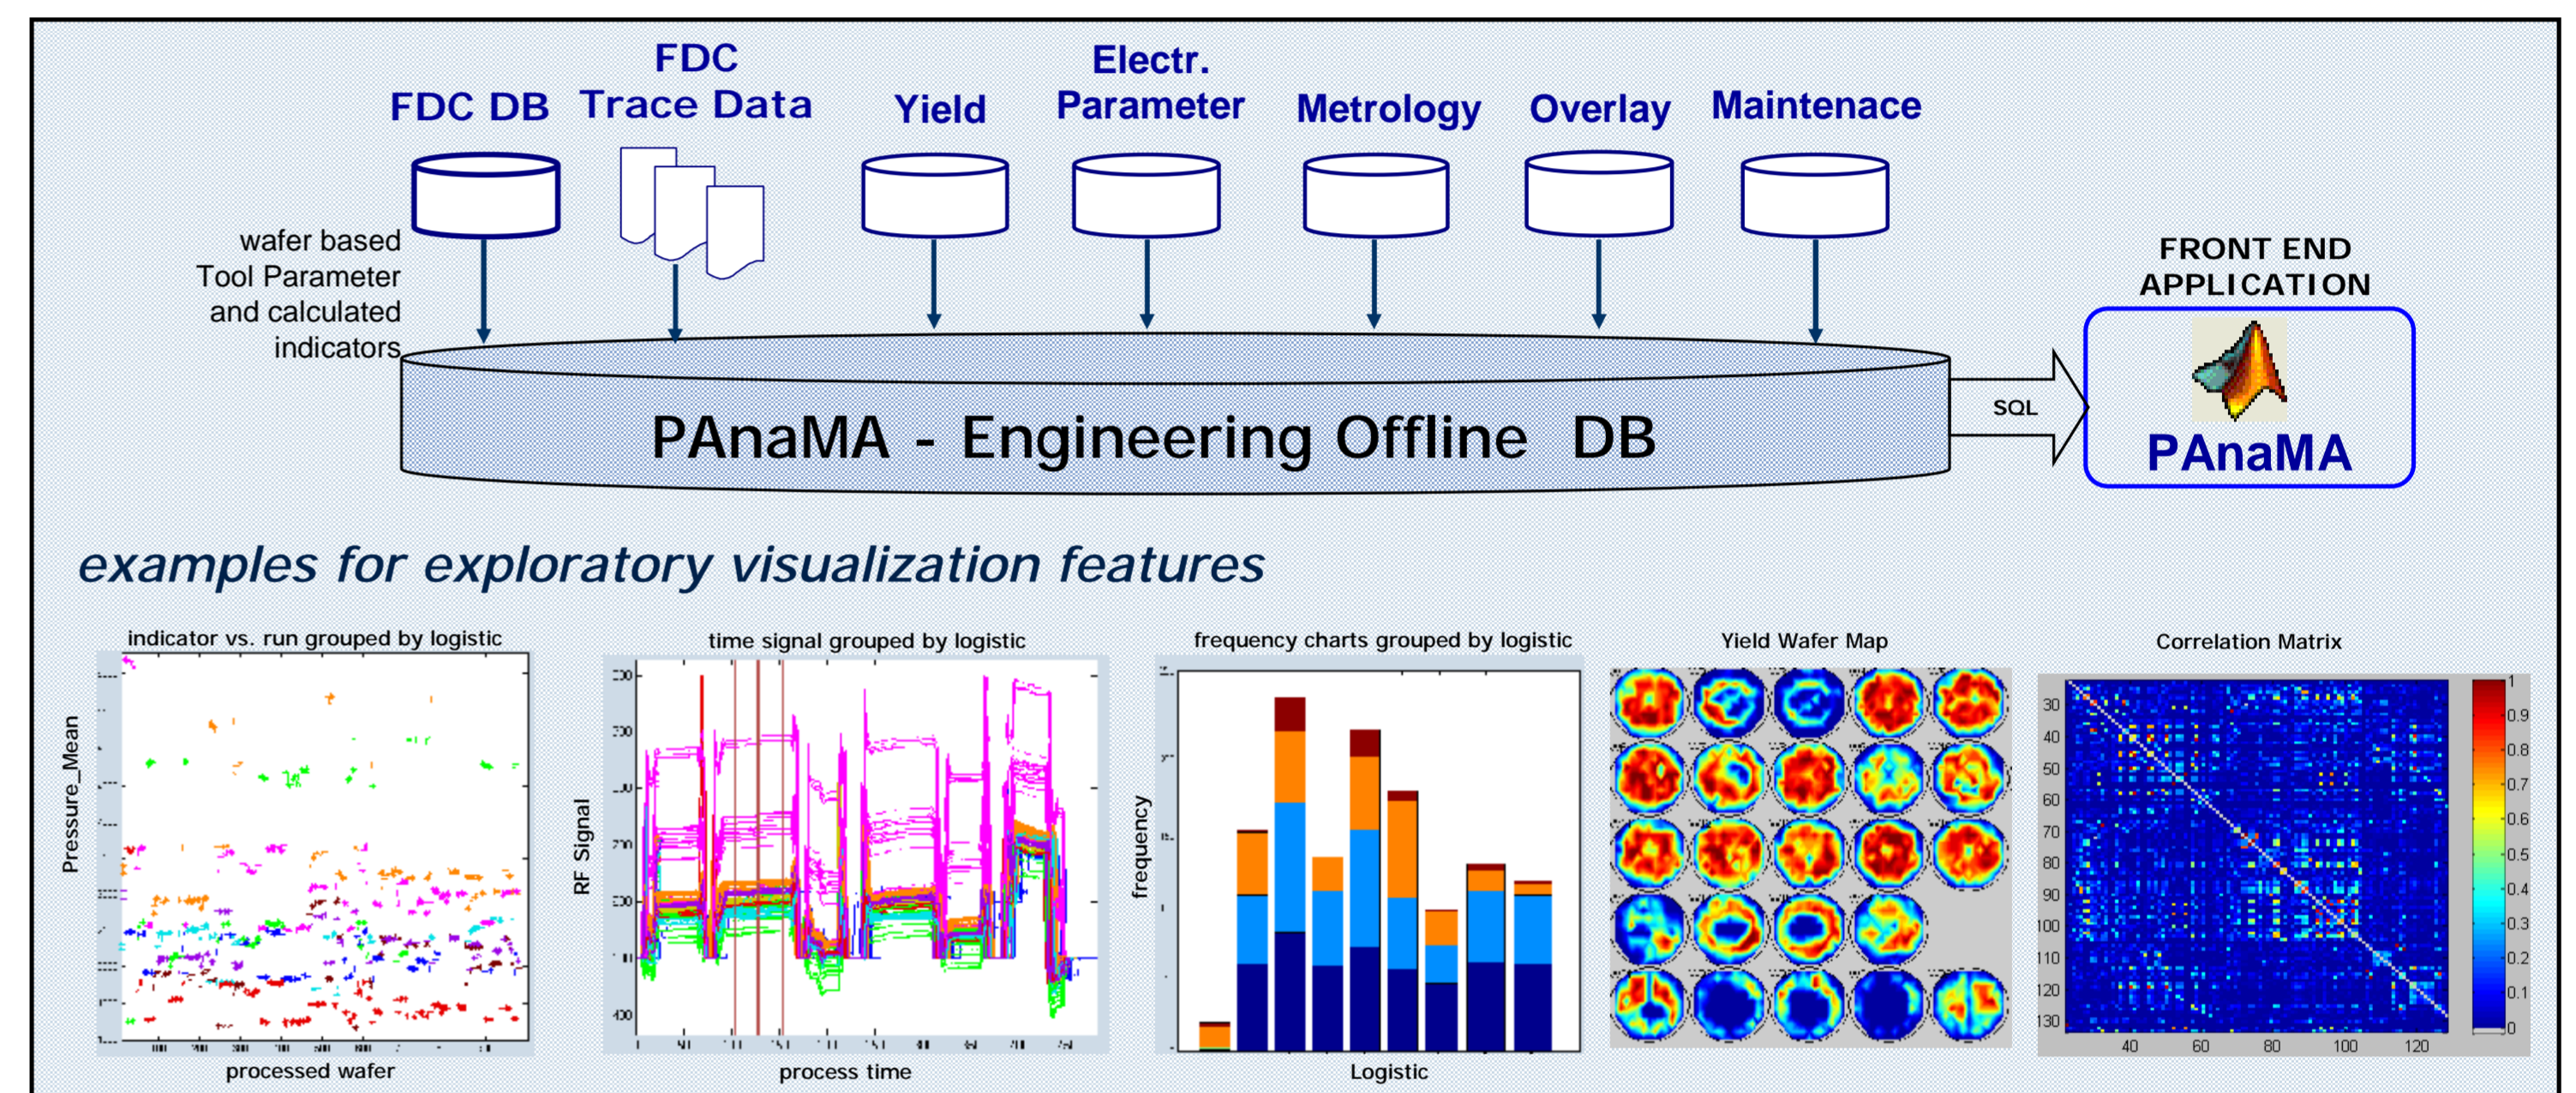 FDC
Electr.
FDC DB
Trace Data
Yield
Parameter
Metrology
Overlay
Maintenace
wafer based
Tool Parameter
and calculated
indicators
FRONT END
APPLICATION
PAnaMA - Engineering Offline DB
SQL
PAnaMA
examples for exploratory visualization features
indicator vs. run grouped by logistic
Pressure_Mean
processed wafer
time signal grouped by logistic
RF Signal
process time
frequency charts grouped by logistic
frequency
Logistic
Yield Wafer Map
Correlation Matrix
30
40
50
60
70
80
90
100
110
120
130
40 60 80 100 120
1
0.9
0.8
0.7
0.6
0.5
0.4
0.3
0.2
0.1
0